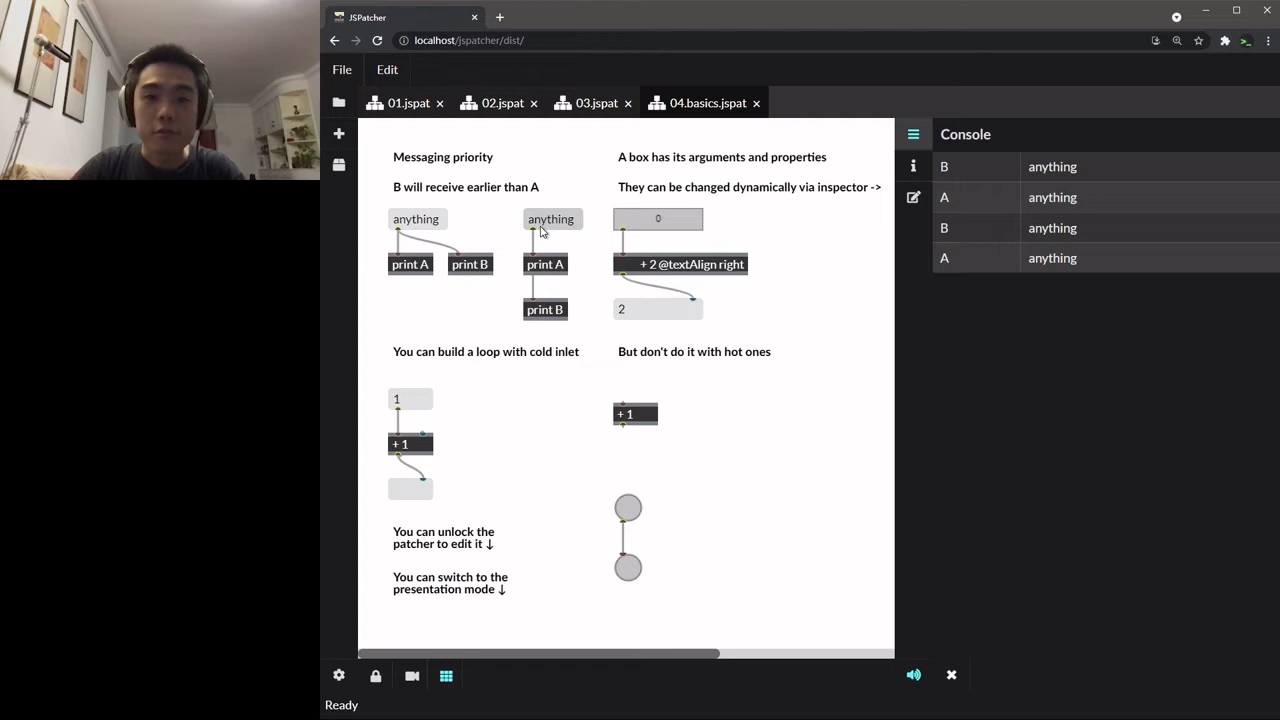 JSPatcher
localhost/jspatcher/dist/
File Edit
01.jspat 02.jspat 03.jspat 04.basics.jspat
Console
B anything
A anything
B anything
A anything
Messaging priority
B will receive earlier than A
anything
anything
print A
print B
print A
print B
A box has its arguments and properties
They can be changed dynamically via inspector ->
0
+ 2 @textAlign right
2
You can build a loop with cold inlet
1
+ 1
But don't do it with hot ones
+ 1
You can unlock the
patcher to edit it ↓
You can switch to the
presentation mode ↓
Ready